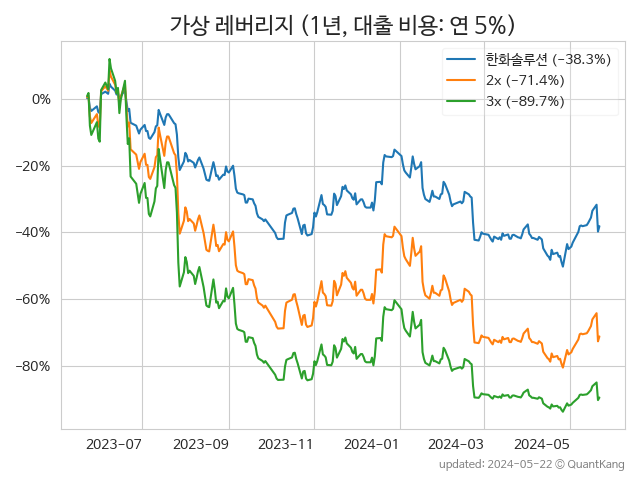 가상 레버리지 (1년, 대출 비용: 연 5%)
한화솔루션 (−38.3%)
2x (−71.4%)
3x (−89.7%)
0%
−20%
−40%
−60%
−80%
2023-07 2023-09 2023-11 2024-01 2024-03 2024-05
updated: 2024-05-22 © QuantKang